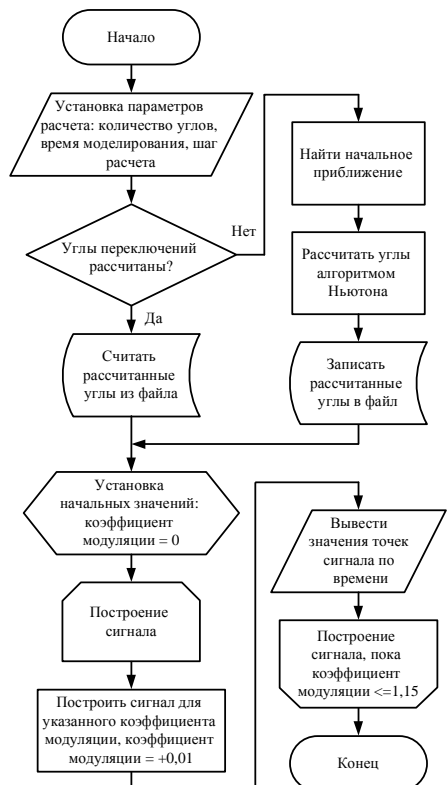 Начало
Установка параметров
расчета: количество углов,
время моделирования, шаг
расчета
Углы переключений
рассчитаны?
Нет
Да
Найти начальное
приближение
Рассчитать углы
алгоритмом
Ньютона
Записать
рассчитанные
углы в файл
Считать
рассчитанные
углы из файла
Установка
начальных значений:
коэффициент
модуляции = 0
Построение
сигнала
Построить сигнал для
указанного коэффициента
модуляции, коэффициент
модуляции = +0,01
Вывести
значения точек
сигнала по
времени
Построение
сигнала, пока
коэффициент
модуляции <=1,15
Конец